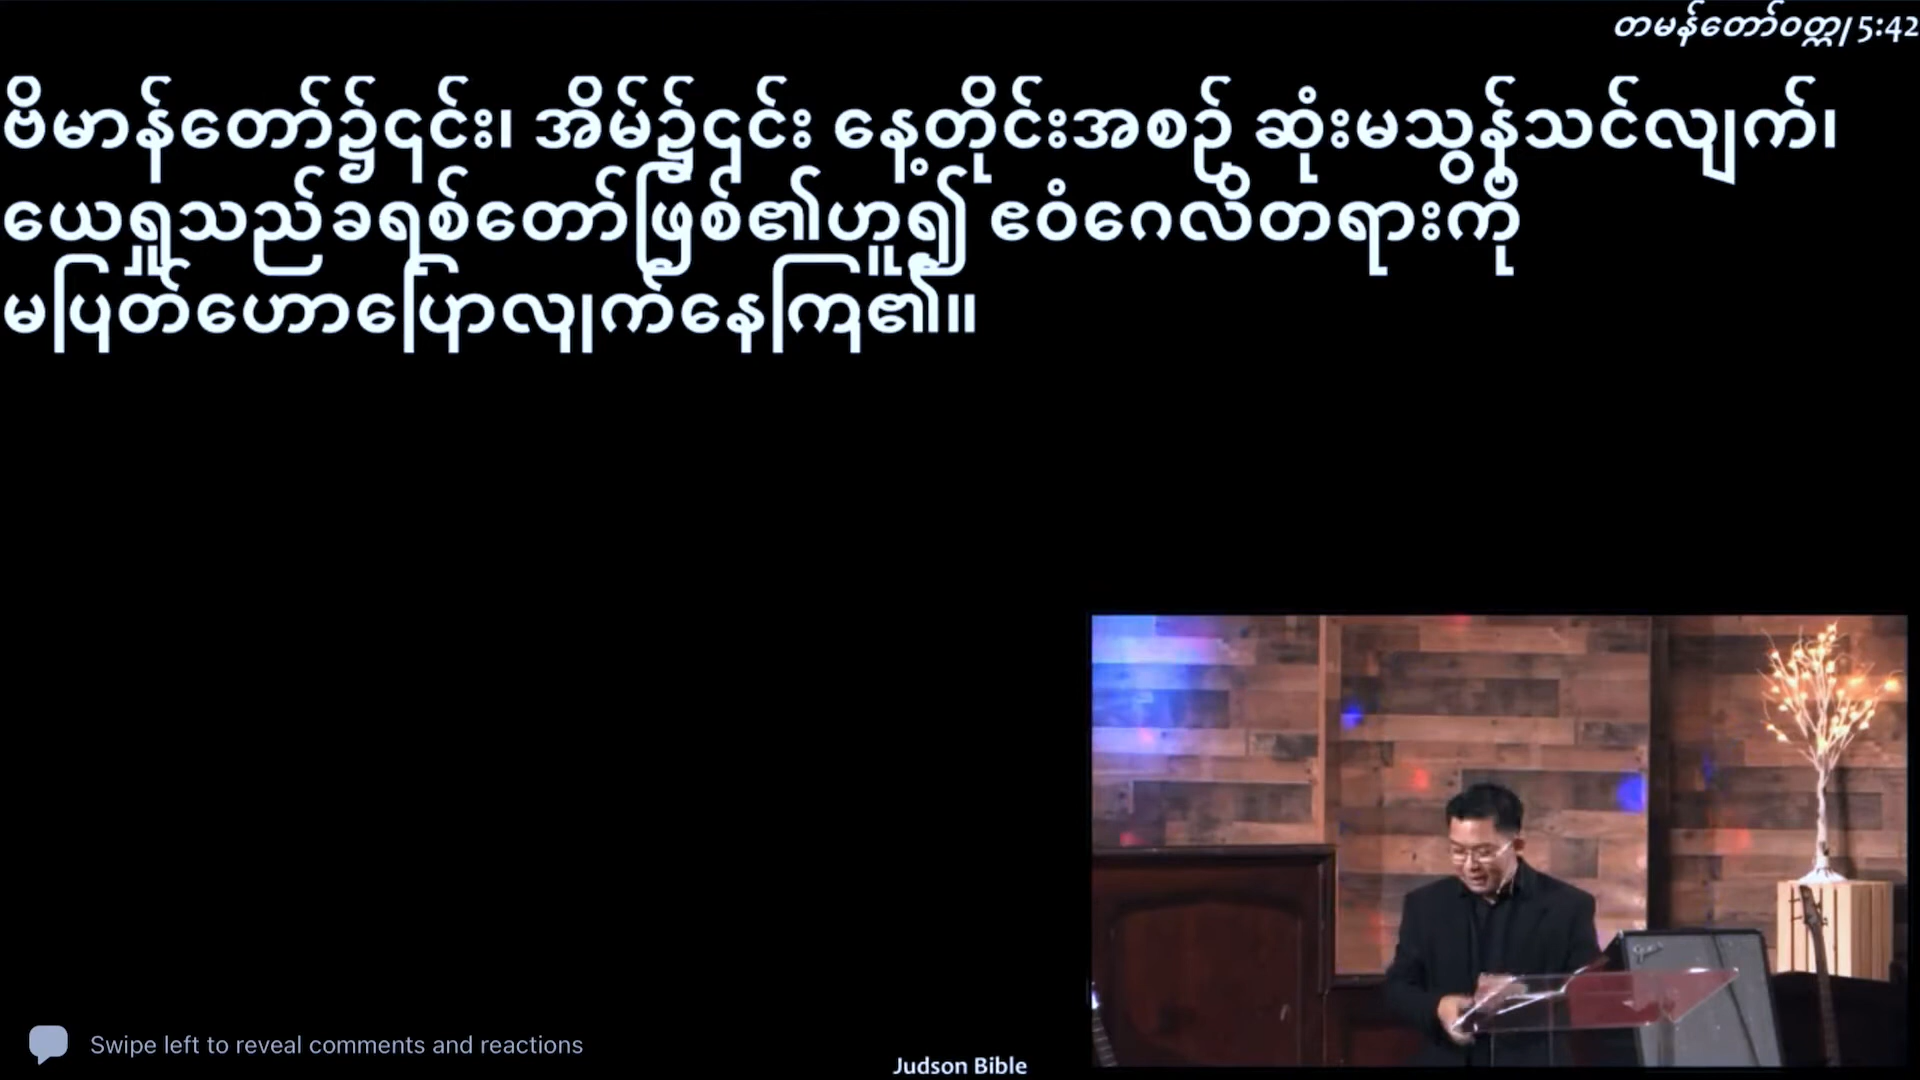 တမန်တော်ဝတ္ထု 5:42
ဗိမာန်တော်၌၎င်း၊ အိမ်၌၎င်း နေ့တိုင်းအစဉ် ဆုံးမသွန်သင်လျက်၊
ယေရှုသည်ခရစ်တော်ဖြစ်၏ဟူ၍ ဧဝံဂေလိတရားကို
မပြတ်ဟောပြောလျက်နေကြ၏။
Swipe left to reveal comments and reactions
Judson Bible